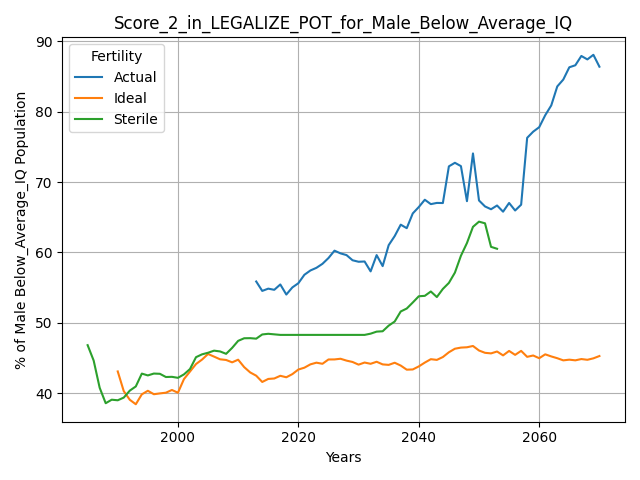 Score_2_in_LEGALIZE_POT_for_Male_Below_Average_IQ
Fertility
Actual
Ideal
Sterile
% of Male Below_Average_IQ Population
90
80
70
60
50
40
2000
2020
2040
2060
Years